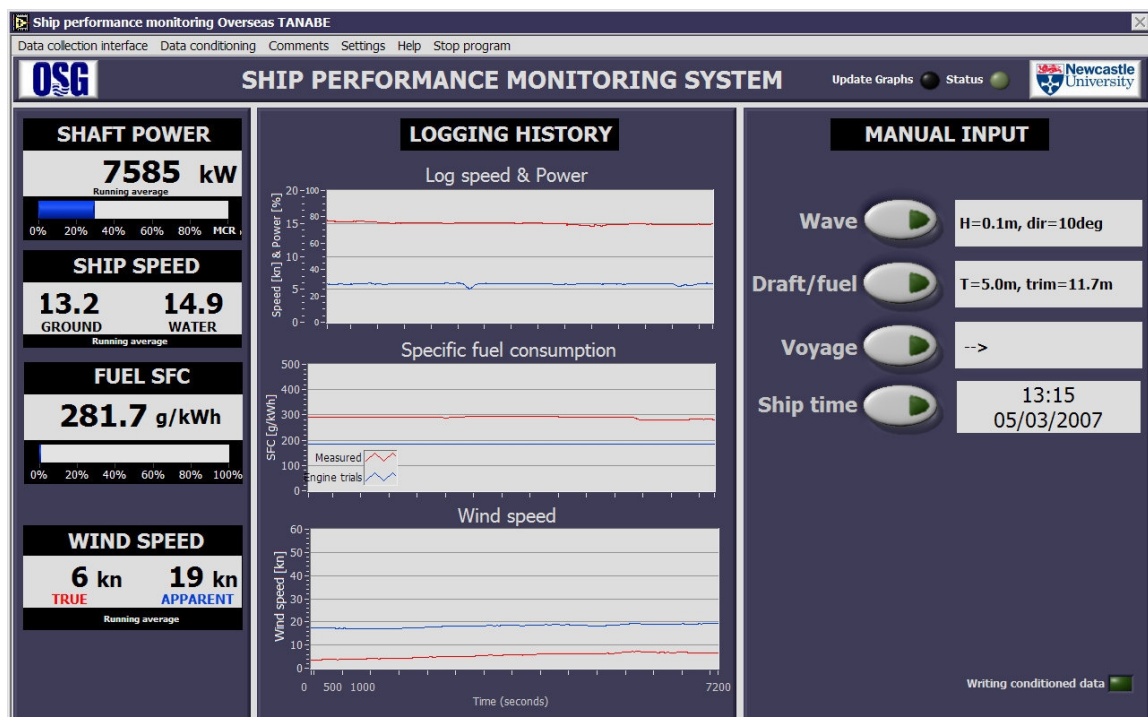 Ship performance monitoring Overseas TANABE
Data collection interface Data conditioning Comments Settings Help Stop program
OSG
SHIP PERFORMANCE MONITORING SYSTEM
Update Graphs Status
Newcastle
University
SHAFT POWER
7585 kW
Running average
0% 20% 40% 60% 80% MCR
SHIP SPEED
13.2 14.9
GROUND WATER
Running average
FUEL SFC
281.7 g/kWh
0% 20% 40% 60% 80% 100%
WIND SPEED
6 kn 19 kn
TRUE APPARENT
Running average
LOGGING HISTORY
Log speed & Power
Speed [kn] & Power [%]
20 100
80
15
60
10
40
5
20
0 0
Specific fuel consumption
SFC [g/kWh]
500
400
300
200
100
0
Measured
Engine trials
Wind speed
Wind speed [kn]
60
50
40
30
20
10
0
0 500 1000 7200
Time (seconds)
MANUAL INPUT
Wave H=0.1m, dir=10deg
Draft/fuel T=5.0m, trim=11.7m
Voyage -->
Ship time 13:15
05/03/2007
Writing conditioned data